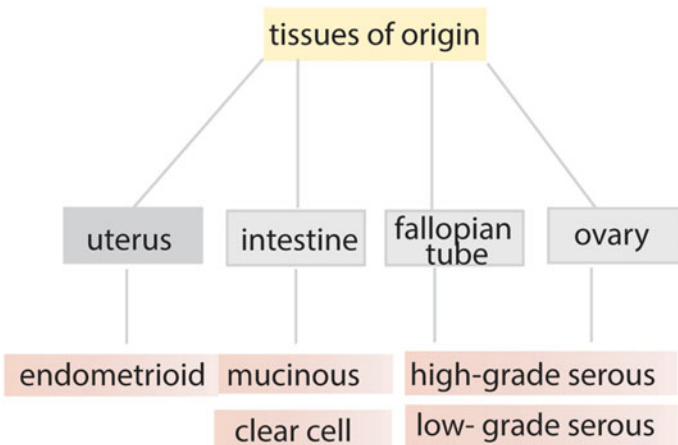 tissues of origin
uterus
intestine
fallopian
tube
ovary
endometrioid
mucinous
high-grade serous
clear cell
low- grade serous